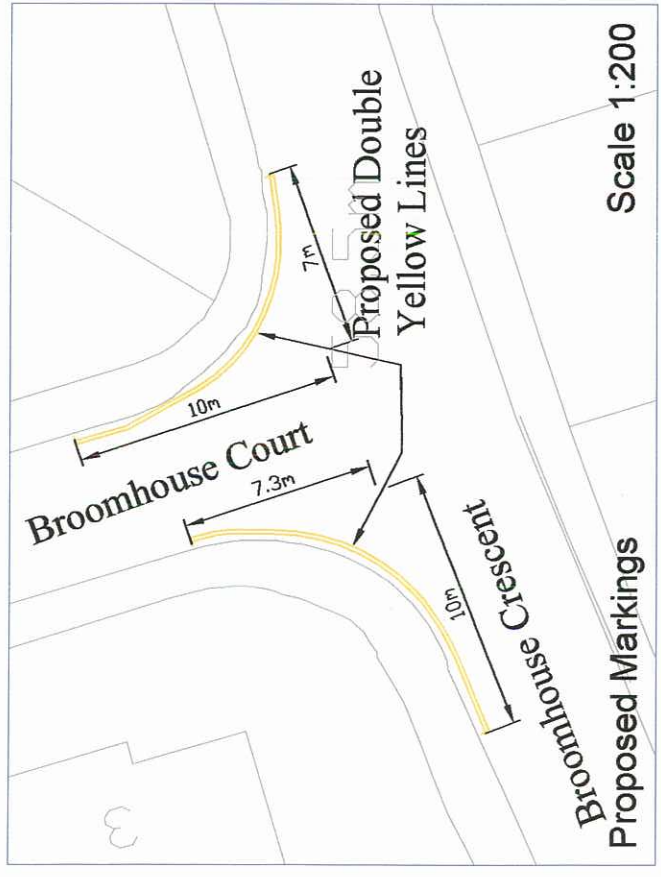 Broomhouse Court
10m
7.3m
7m
10m
Proposed Double
Yellow Lines
Broomhouse Crescent
3
Proposed Markings
Scale 1:200